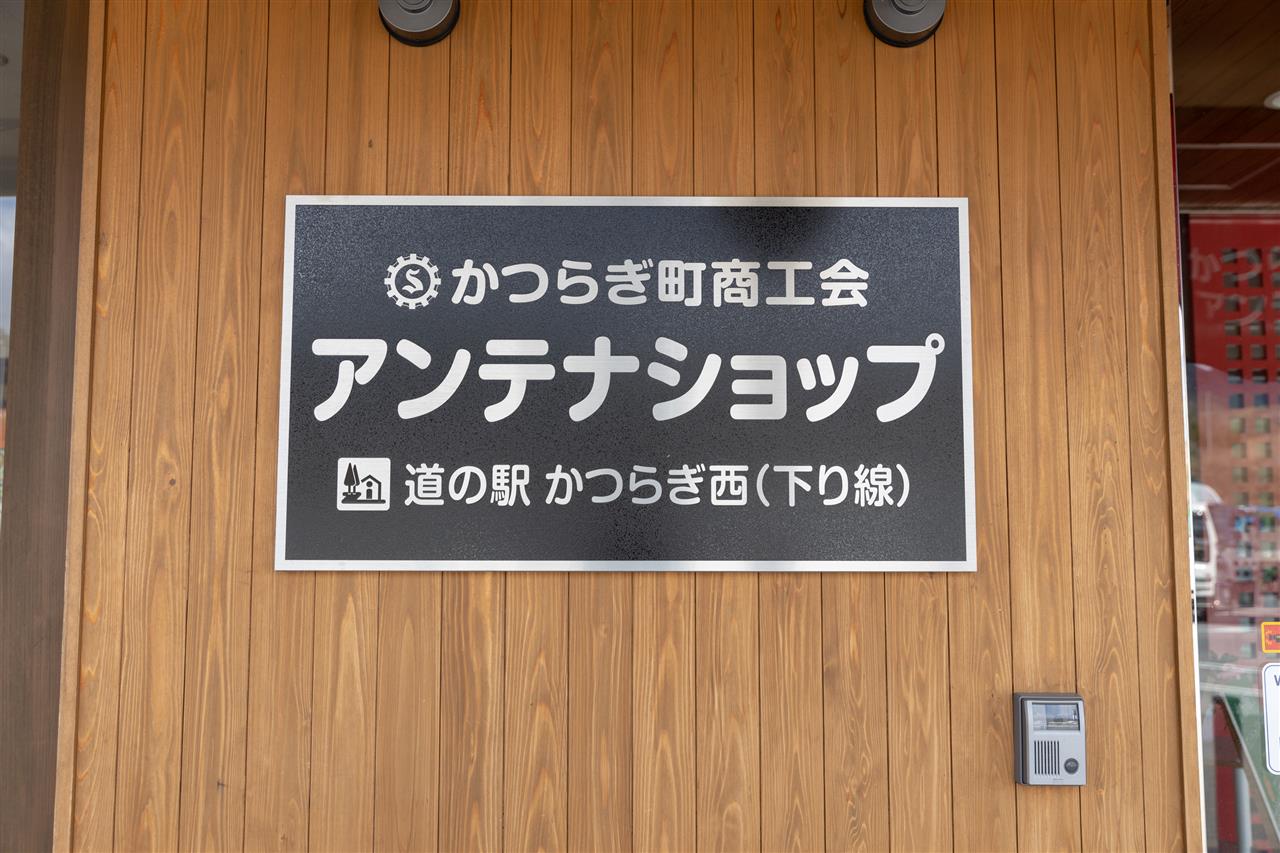 かつらぎ町商工会
アンテナショップ
道の駅 かつらぎ西(下り線)